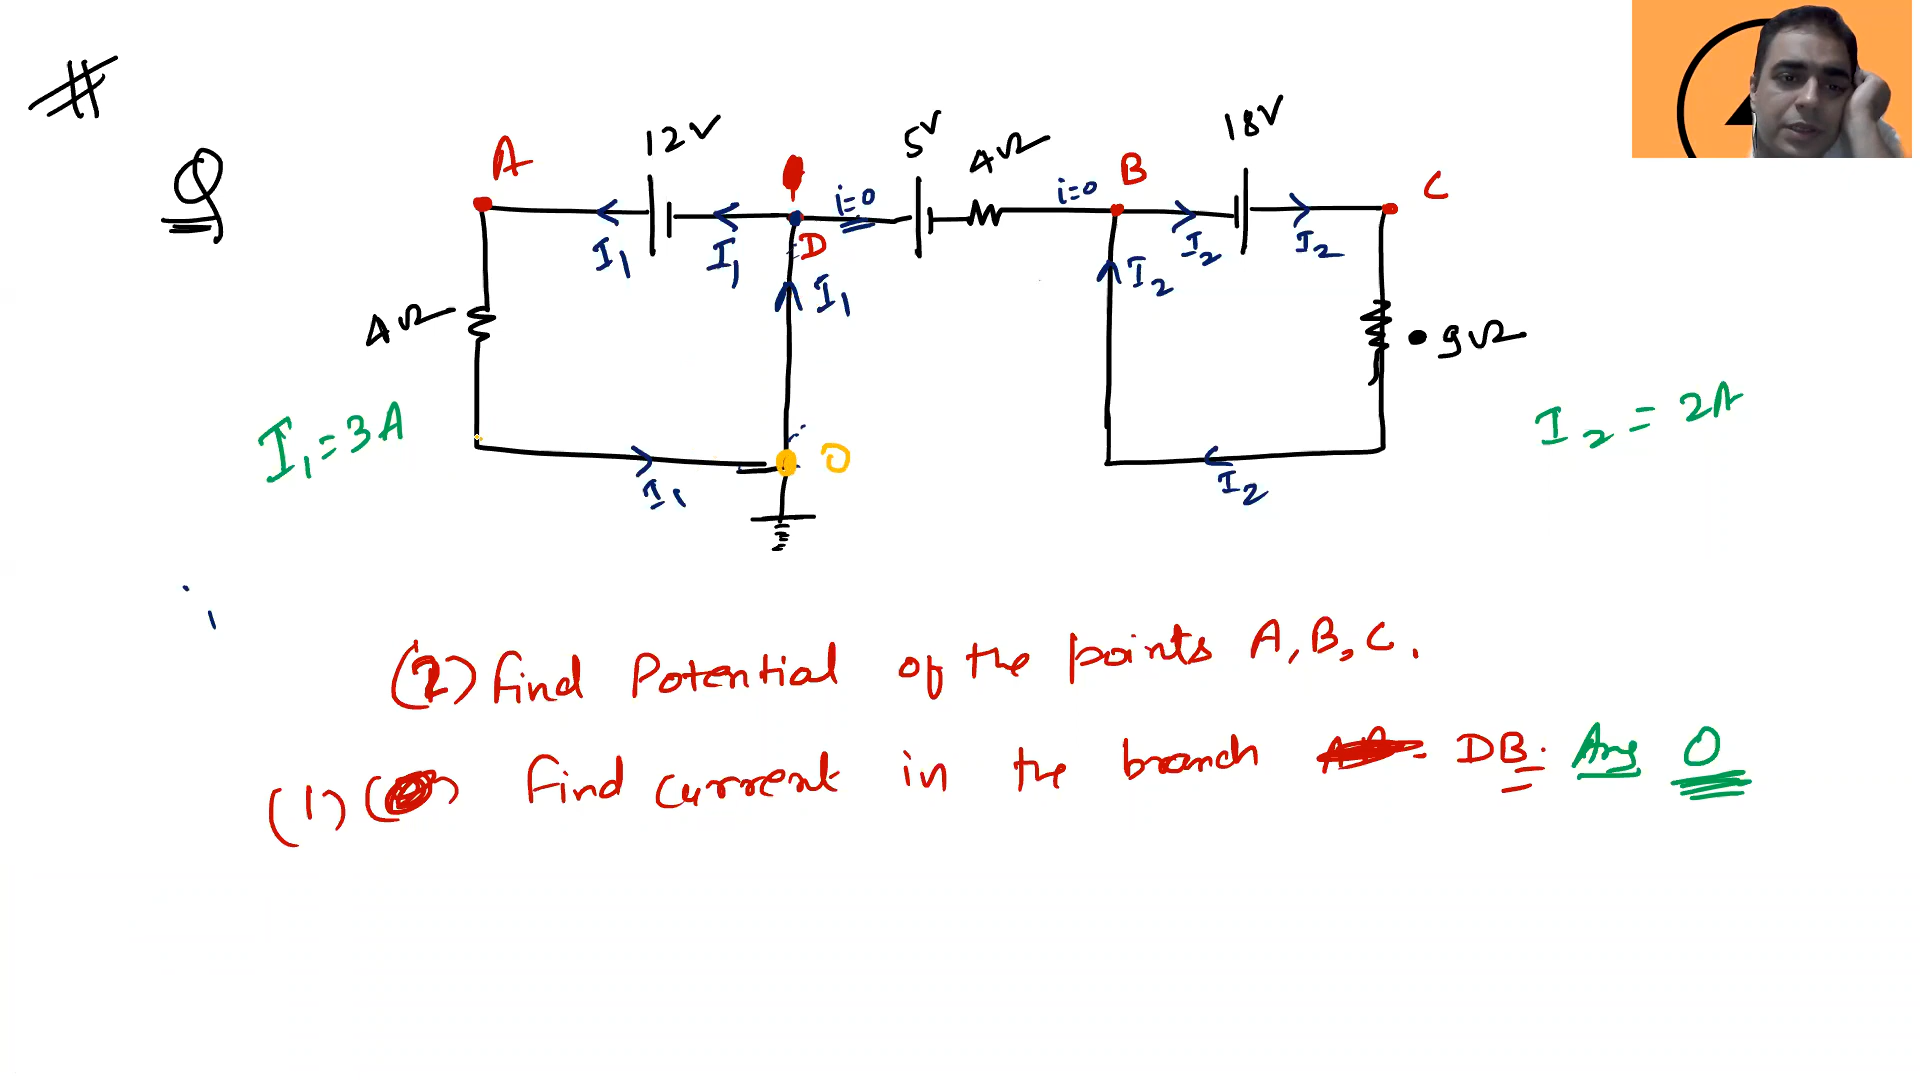 #
Q
A 12V 5V 4Ω B 18V C
i=0 i=0
D
I₁ I₁ I₂ I₂
I₁ I₂
4Ω 9Ω
I₁=3A I₂ = 2A
O
I₁ I₂
(2) Find Potential of the points A, B, C.
(1) Find current in the branch DB. Ans 0